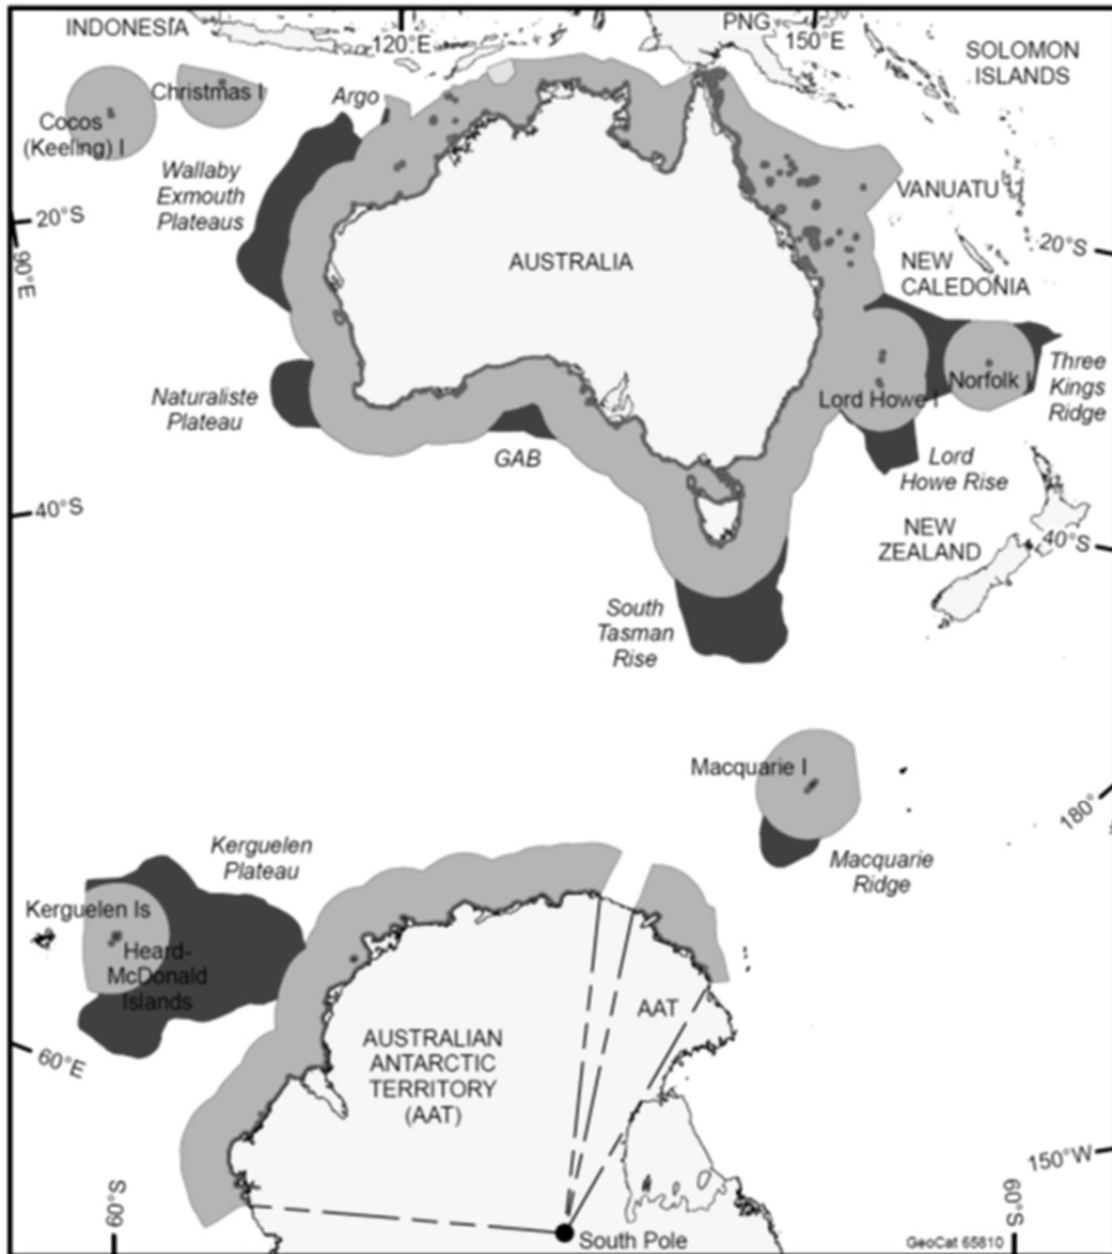 INDONESIA
PNG
120°E
150°E
SOLOMON
ISLANDS
Christmas I
Argo
Cocos
(Keeling) I
Wallaby
Exmouth
Plateaus
VANUATU
20°S
20°S
90°E
AUSTRALIA
NEW
CALEDONIA
Three
Kings
Ridge
Norfolk I
Lord Howe I
Naturaliste
Plateau
GAB
Lord
Howe Rise
40°S
NEW
ZEALAND
40°S
South
Tasman
Rise
Macquarie I
180°
Kerguelen
Plateau
Macquarie
Ridge
Kerguelen Is
Heard-
McDonald
Islands
AAT
AUSTRALIAN
ANTARCTIC
TERRITORY
(AAT)
60°E
150°W
60°S
60°S
South Pole
GeoCat 65810